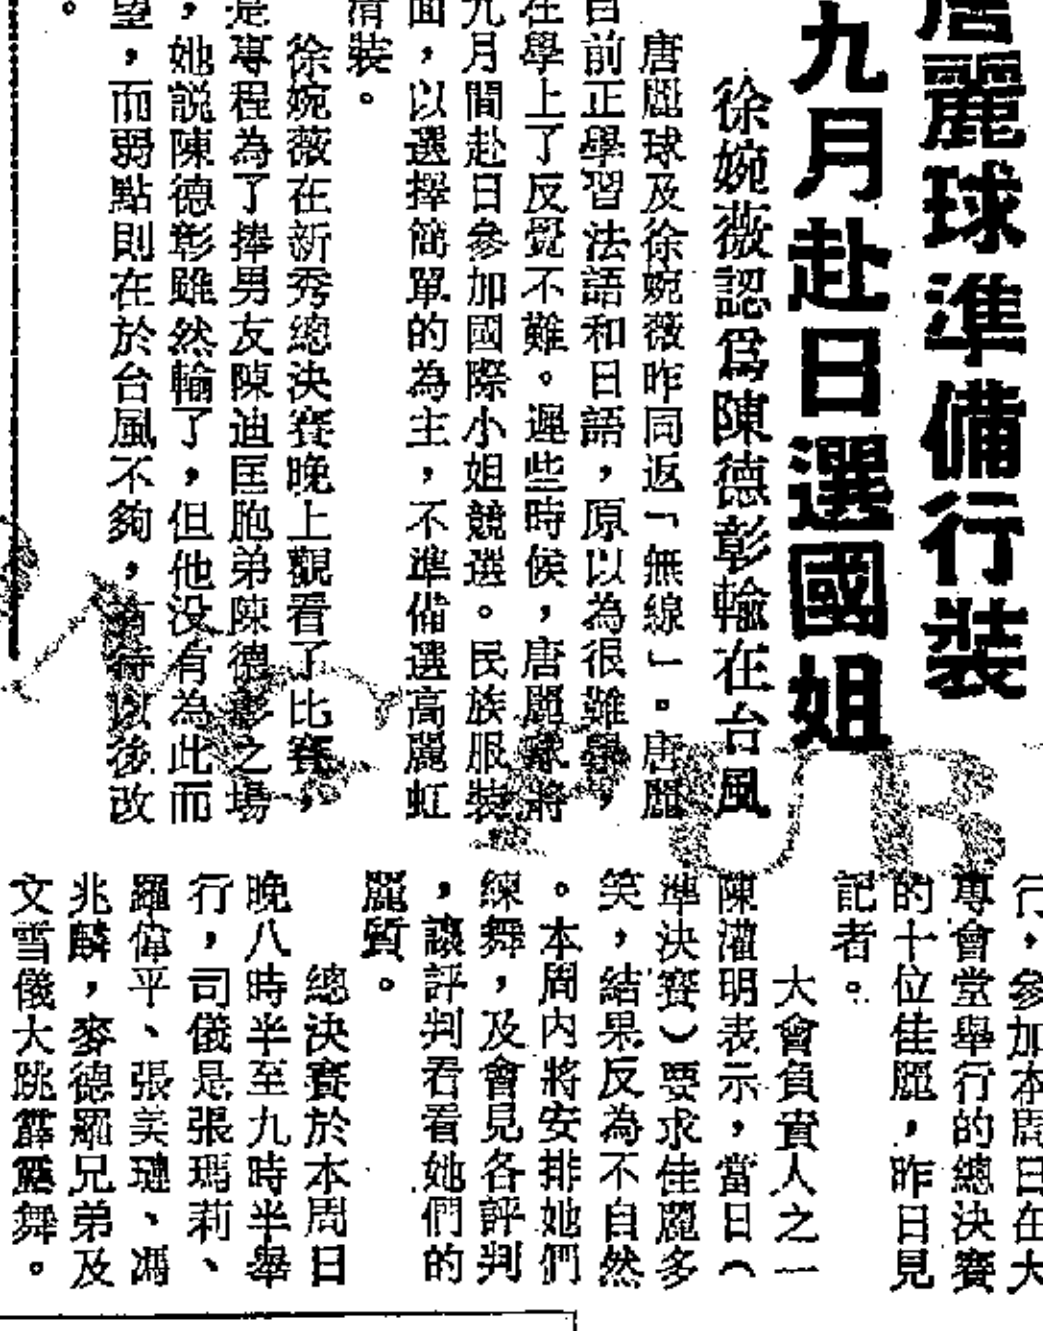 唐麗球準備行裝
九月赴日選國姐
徐婉薇認爲陳德彰輸在台風
唐麗球及徐婉薇昨同返「無線」。唐麗
目前正學習法語和日語，原以為很難學，
在學上了反覺不難。遲些時候，唐麗球將
九月間赴日參加國際小姐競選。民族服裝
面，以選擇簡單的為主，不準備選高麗虹
清裝。
徐婉薇在新秀總決賽晚上觀看了比賽，
是專程為了捧男友陳迪匡胞弟陳德彰之場
，她説陳德彰雖然輸了，但他没有為此而
望，而弱點則在於台風不夠，有待以後改
。
行，參加本周日在大
專會堂舉行的總決賽
的十位佳麗，昨日見
記者。
大會負責人之一
陳灌明表示，當日（
準決賽）要求佳麗多
笑，結果反為不自然
。本周內將安排她們
練舞，及會見各評判
，讓評判看看她們的
麗質。
總決賽於本周日
晚八時半至九時半舉
行，司儀是張瑪莉、
羅偉平、張美璉、馮
兆麟，麥德羅兄弟及
文雪儀大跳霹靂舞。